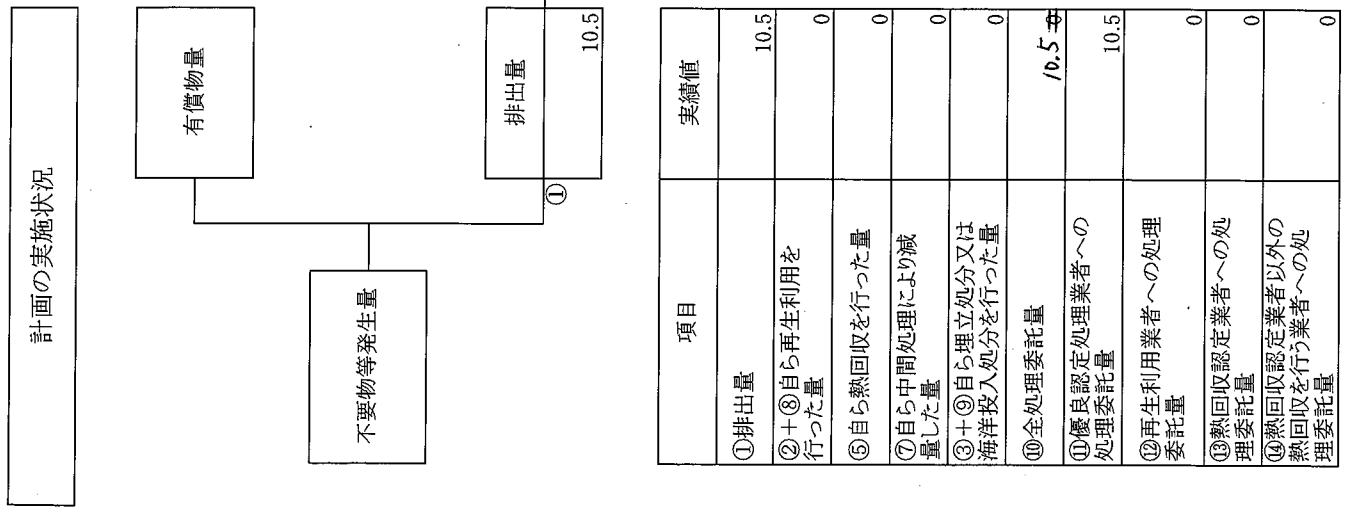 計画の実施状況
有償物量
不要物等発生量
排出量
①
10.5
項目
実績値
①排出量
10.5
②+⑧自ら再生利用を
行った量
0
⑤自ら熱回収を行った量
0
⑦自ら中間処理により減
量した量
0
③+⑨自ら埋立処分又は
海洋投入処分を行った量
0
⑩全処理委託量
10.5 0
⑪優良認定処理業者への
処理委託量
10.5
⑫再生利用業者への処理
委託量
0
⑬熱回収認定業者への処
理委託量
0
⑭熱回収認定業者以外の
熱回収を行う業者への処
理委託量
0